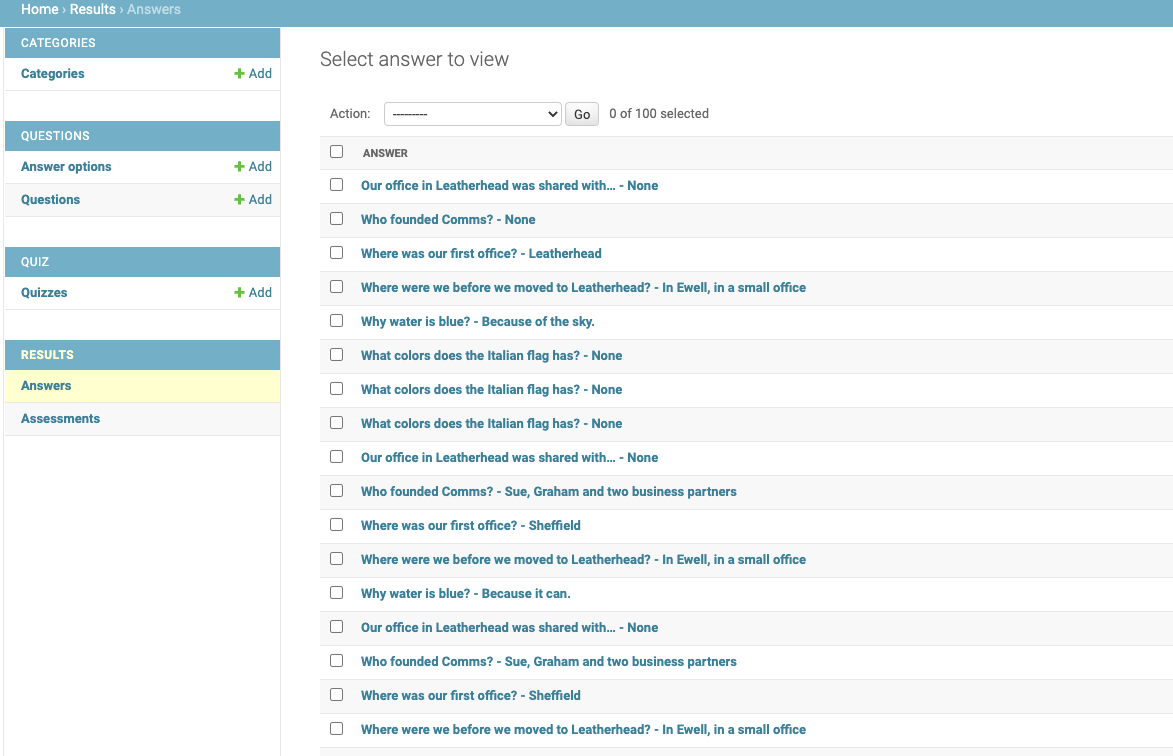 Home › Results › Answers
CATEGORIES
Categories + Add
QUESTIONS
Answer options + Add
Questions + Add
QUIZ
Quizzes + Add
RESULTS
Answers
Assessments
Select answer to view
Action: --------- Go 0 of 100 selected
ANSWER
Our office in Leatherhead was shared with... - None
Who founded Comms? - None
Where was our first office? - Leatherhead
Where were we before we moved to Leatherhead? - In Ewell, in a small office
Why water is blue? - Because of the sky.
What colors does the Italian flag has? - None
What colors does the Italian flag has? - None
What colors does the Italian flag has? - None
Our office in Leatherhead was shared with... - None
Who founded Comms? - Sue, Graham and two business partners
Where was our first office? - Sheffield
Where were we before we moved to Leatherhead? - In Ewell, in a small office
Why water is blue? - Because it can.
Our office in Leatherhead was shared with... - None
Who founded Comms? - Sue, Graham and two business partners
Where was our first office? - Sheffield
Where were we before we moved to Leatherhead? - In Ewell, in a small office